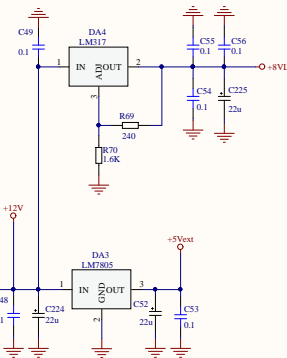 C49
0.1
DA4
LM317
1
IN
ADJ
OUT
2
3
C55
0.1
C56
0.1
+8VL
C54
0.1
C225
22u
R69
240
R70
1.6K
+12V
+5Vext
DA3
LM7805
1
IN
GND
OUT
3
2
48
1
C224
22u
C52
22u
C53
0.1